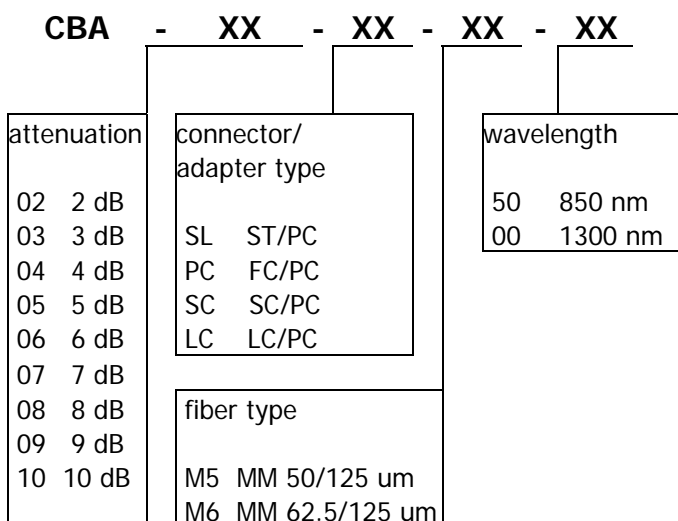 CBA - XX - XX - XX - XX
attenuation
02 2 dB
03 3 dB
04 4 dB
05 5 dB
06 6 dB
07 7 dB
08 8 dB
09 9 dB
10 10 dB
connector/
adapter type
SL ST/PC
PC FC/PC
SC SC/PC
LC LC/PC
fiber type
M5 MM 50/125 um
M6 MM 62.5/125 um
wavelength
50 850 nm
00 1300 nm